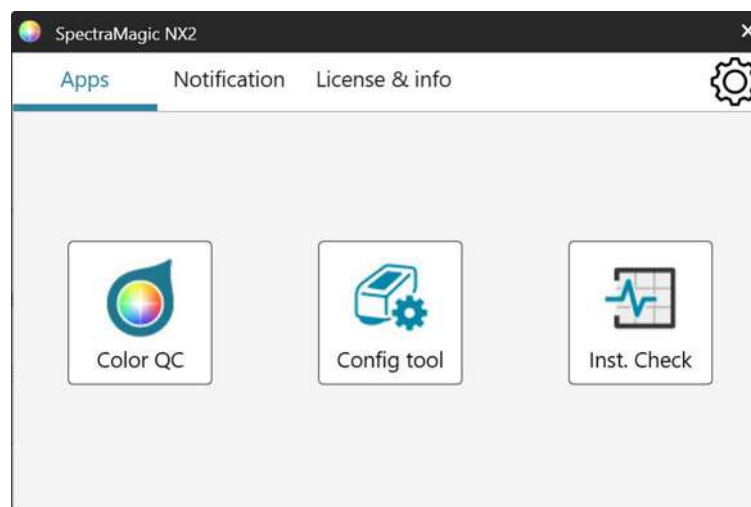 SpectraMagic NX2
Apps Notification License & info
Color QC Config tool Inst. Check